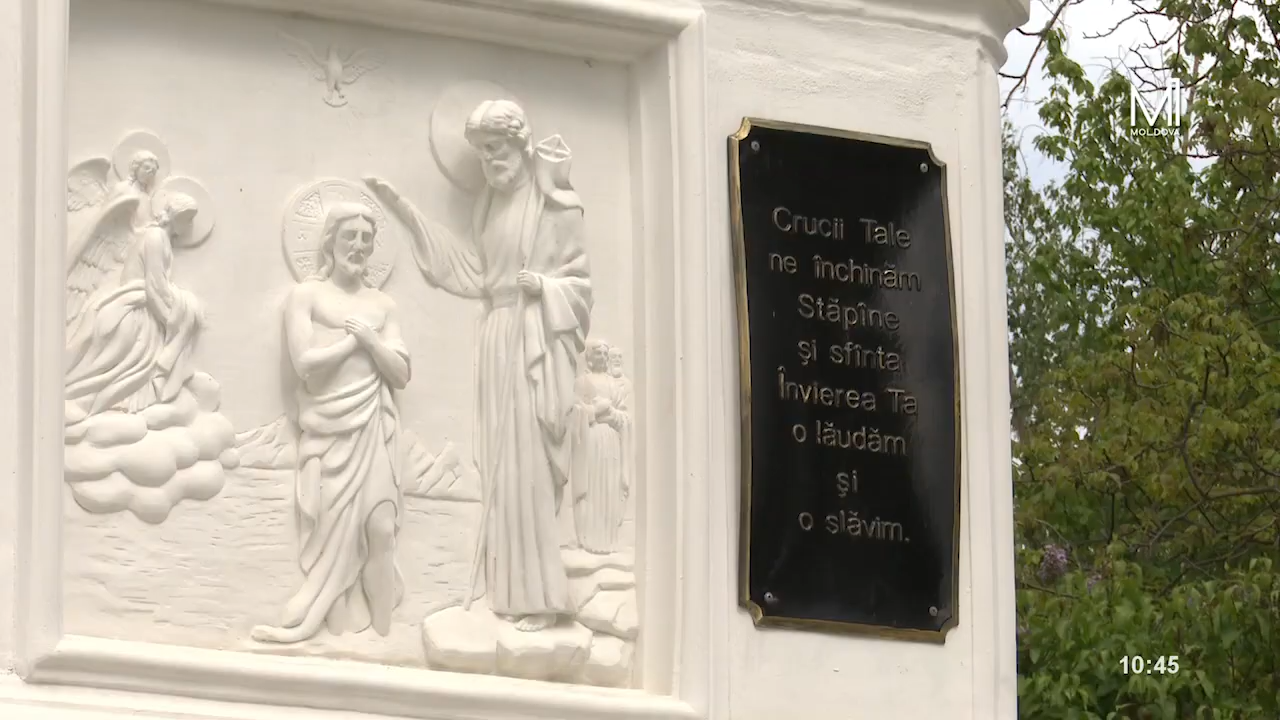 M1
MOLDOVA
Crucii Tale
ne închinăm
Stăpîne
şi sfînta
Învierea Ta
o lăudăm
şi
o slăvim.
10:45